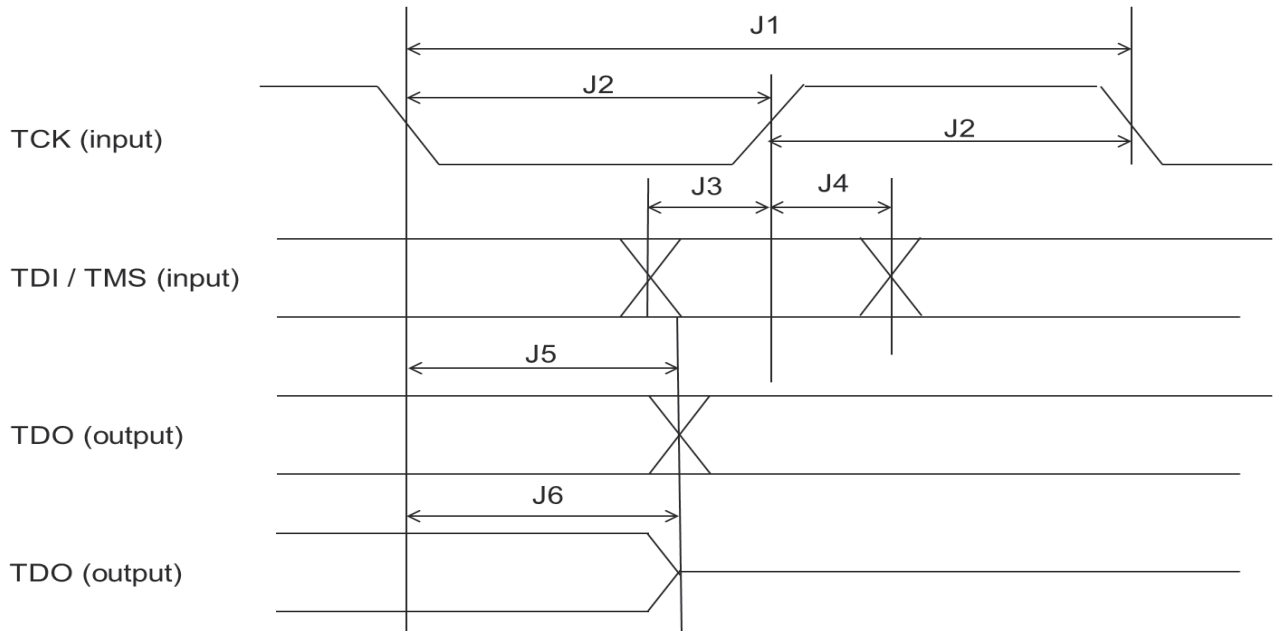 J1
J2
TCK (input)
J2
J3
J4
TDI / TMS (input)
J5
TDO (output)
J6
TDO (output)